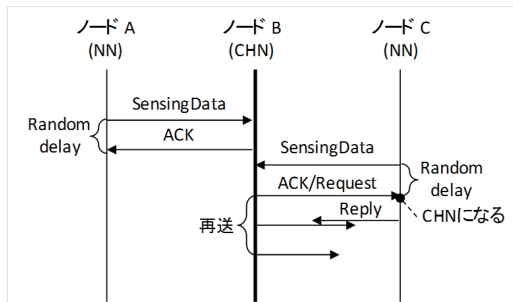 ノード A
(NN)
ノード B
(CHN)
ノード C
(NN)
SensingData
Random
delay
ACK
SensingData
Random
delay
ACK/Request
Reply
CHNになる
再送